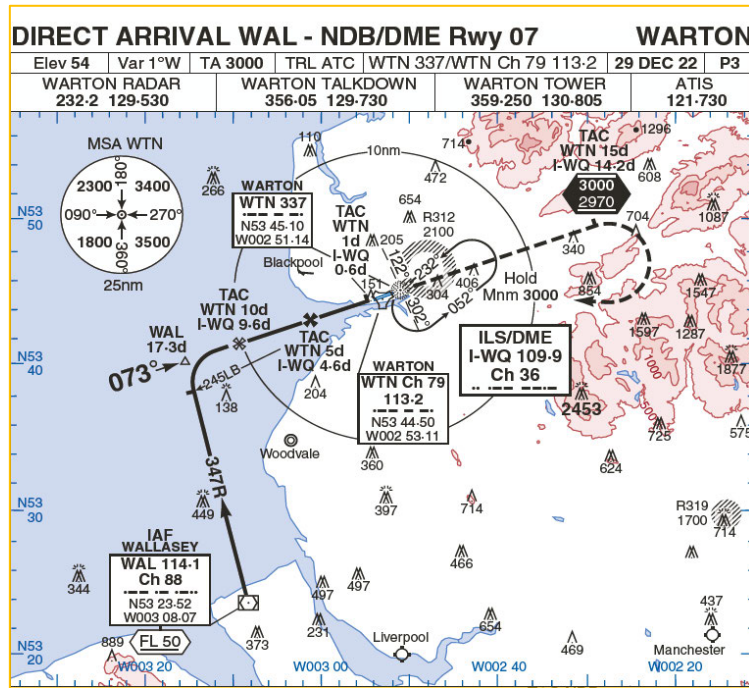 DIRECT ARRIVAL WAL - NDB/DME Rwy 07 WARTON
Elev 54 Var 1°W TA 3000 TRL ATC WTN 337/WTN Ch 79 113·2 29 DEC 22 P3
WARTON RADAR
232·2 129·530
WARTON TALKDOWN
356·05 129·730
WARTON TOWER
359·250 130·805
ATIS
121·730
MSA WTN
2300 180° 3400
090° 270°
1800 360° 3500
25nm
110
266
10nm
714
472
TAC
WTN 15d
I-WQ 14·2d
1296
608
3000
2970
1087
704
N53
50
WARTON
WTN 337
N53 45·10
W002 51·14
TAC
WTN
1d
I-WQ
0·6d
654
R312
2100
205
Blackpool
151
122°
232°
302°
052°
304
406
340
Hold
Mnm 3000
854
1547
1597
1287
TAC
WTN 10d
I-WQ 9·6d
WAL
17·3d
073°
TAC
WTN 5d
I-WQ 4·6d
245LB
138
204
ILS/DME
I-WQ 109·9
Ch 36
WARTON
WTN Ch 79
113·2
N53 44·50
W002 53·11
1000
1000
1877
2453
725
575
N53
40
Woodvale
360
624
347R
449
397
714
R319
1700
714
N53
30
IAF
WALLASEY
WAL 114·1
Ch 88
N53 23·52
W003 08·07
FL 50
344
466
497
497
231
373
654
437
889
469
Liverpool
Manchester
N53
20
W003 20
W003 00
W002 40
W002 20